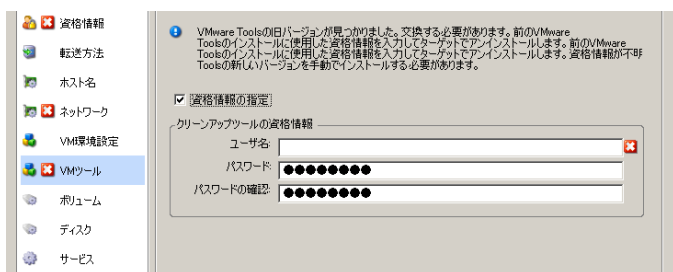 資格情報
転送方法
ホスト名
ネットワーク
VM環境設定
VMツール
ボリューム
ディスク
サービス
VMware Toolsの旧バージョンが見つかりました。交換する必要があります。前のVMware
Toolsのインストールに使用した資格情報を入力してターゲットでアンインストールします。前のVMware
Toolsのインストールに使用した資格情報を入力してターゲットでアンインストールします。資格情報が不明
Toolsの新しいバージョンを手動でインストールする必要があります。
資格情報の指定
クリーンアップツールの資格情報
ユーザ名:
パスワード:
●●●●●●●●
パスワードの確認:
●●●●●●●●